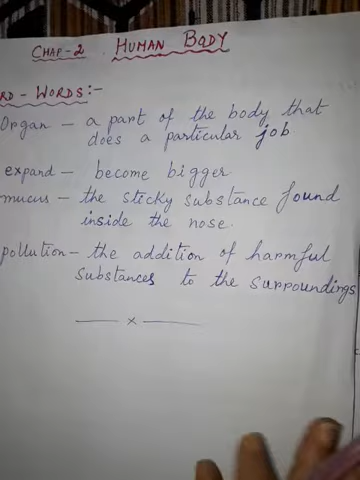 CHAP-2 HUMAN BODY
RD-WORDS:-
Organ - a part of the body that
does a particular job
expand - become bigger
mucus - the sticky substance found
inside the nose.
pollution - the addition of harmful
substances to the surroundings
x